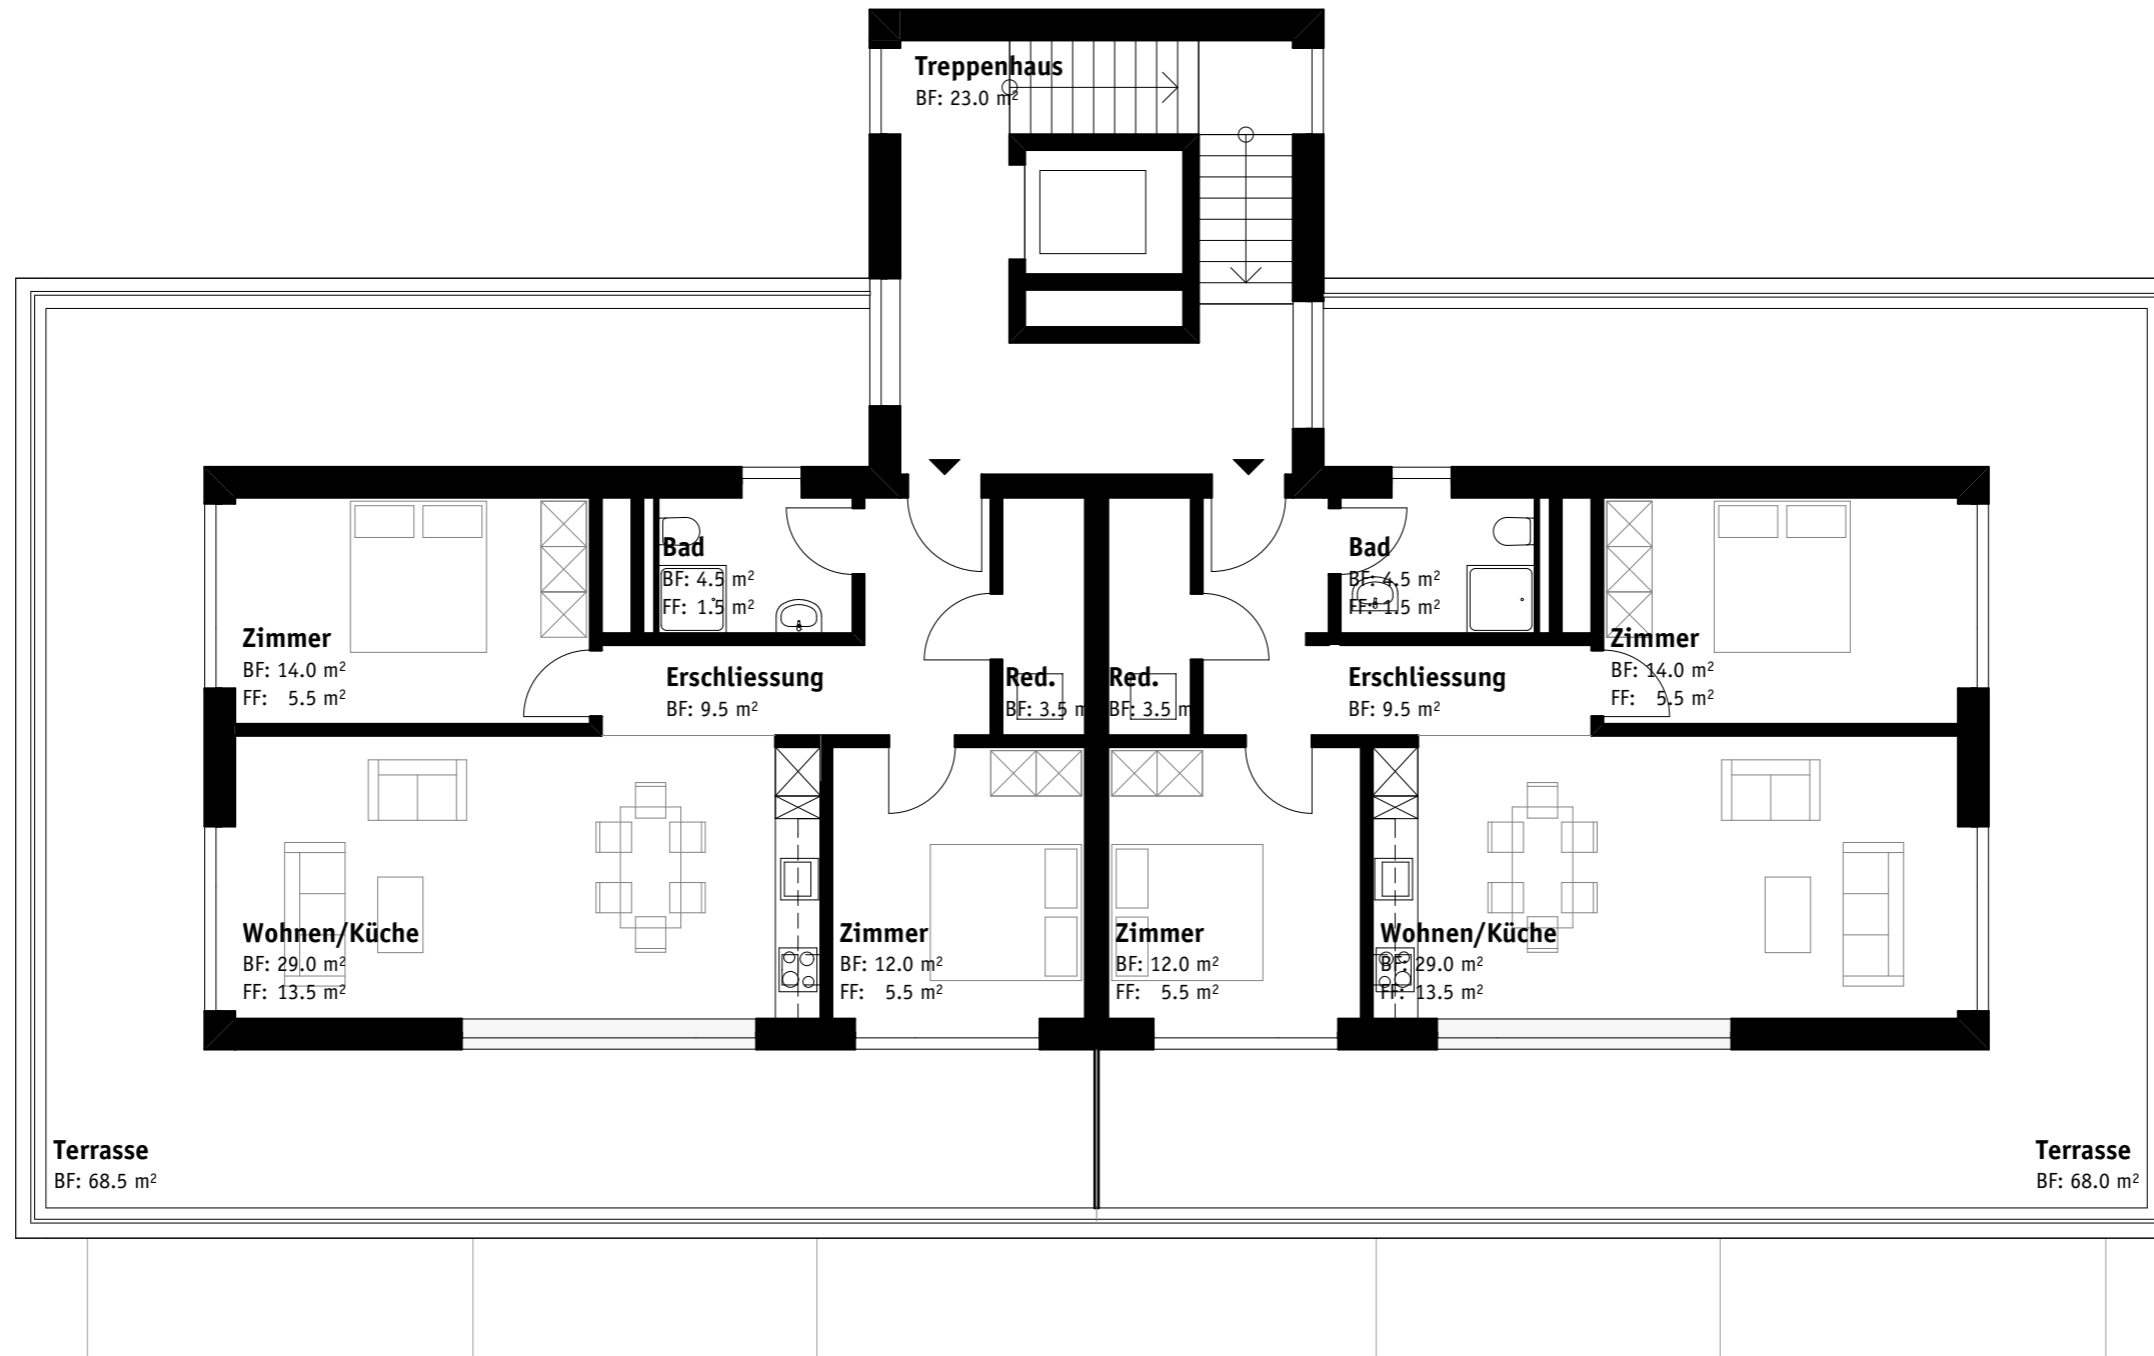 Treppenhaus
BF: 23.0 m²
Bad
BF: 4.5 m²
FF: 1.5 m²
Bad
BF: 4.5 m²
FF: 1.5 m²
Zimmer
BF: 14.0 m²
FF: 5.5 m²
Erschliessung
BF: 9.5 m²
Red.
BF: 3.5 m
Red.
BF: 3.5 m
Erschliessung
BF: 9.5 m²
Zimmer
BF: 14.0 m²
FF: 5.5 m²
Wohnen/Küche
BF: 29.0 m²
FF: 13.5 m²
Zimmer
BF: 12.0 m²
FF: 5.5 m²
Zimmer
BF: 12.0 m²
FF: 5.5 m²
Wohnen/Küche
BF: 29.0 m²
FF: 13.5 m²
Terrasse
BF: 68.5 m²
Terrasse
BF: 68.0 m²